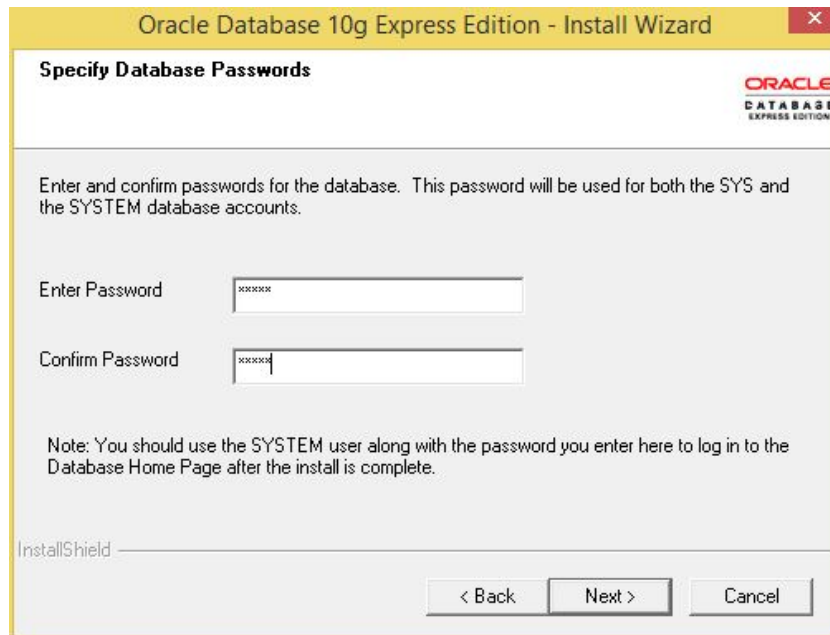 Oracle Database 10g Express Edition - Install Wizard
Specify Database Passwords
ORACLE
DATABASE
EXPRESS EDITION
Enter and confirm passwords for the database. This password will be used for both the SYS and
the SYSTEM database accounts.
Enter Password
*****
Confirm Password
*****
Note: You should use the SYSTEM user along with the password you enter here to log in to the
Database Home Page after the install is complete.
InstallShield
< Back
Next >
Cancel